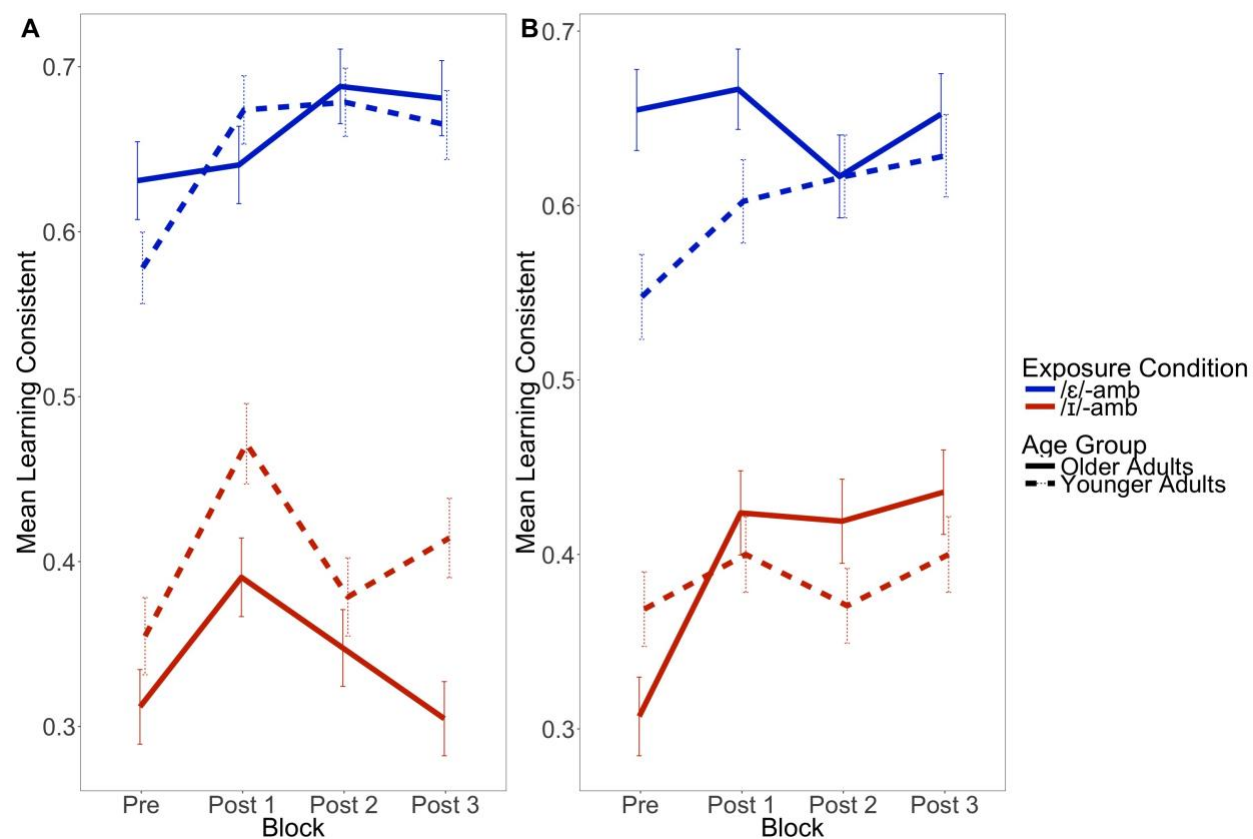 A
B
0.7
0.6
0.5
0.4
0.3
Mean Learning Consistent
Pre
Post 1
Post 2
Post 3
Block
0.7
0.6
0.5
0.4
0.3
Mean Learning Consistent
Pre
Post 1
Post 2
Post 3
Block
Exposure Condition
/ɛ/-amb
/ɪ/-amb
Age Group
Older Adults
Younger Adults